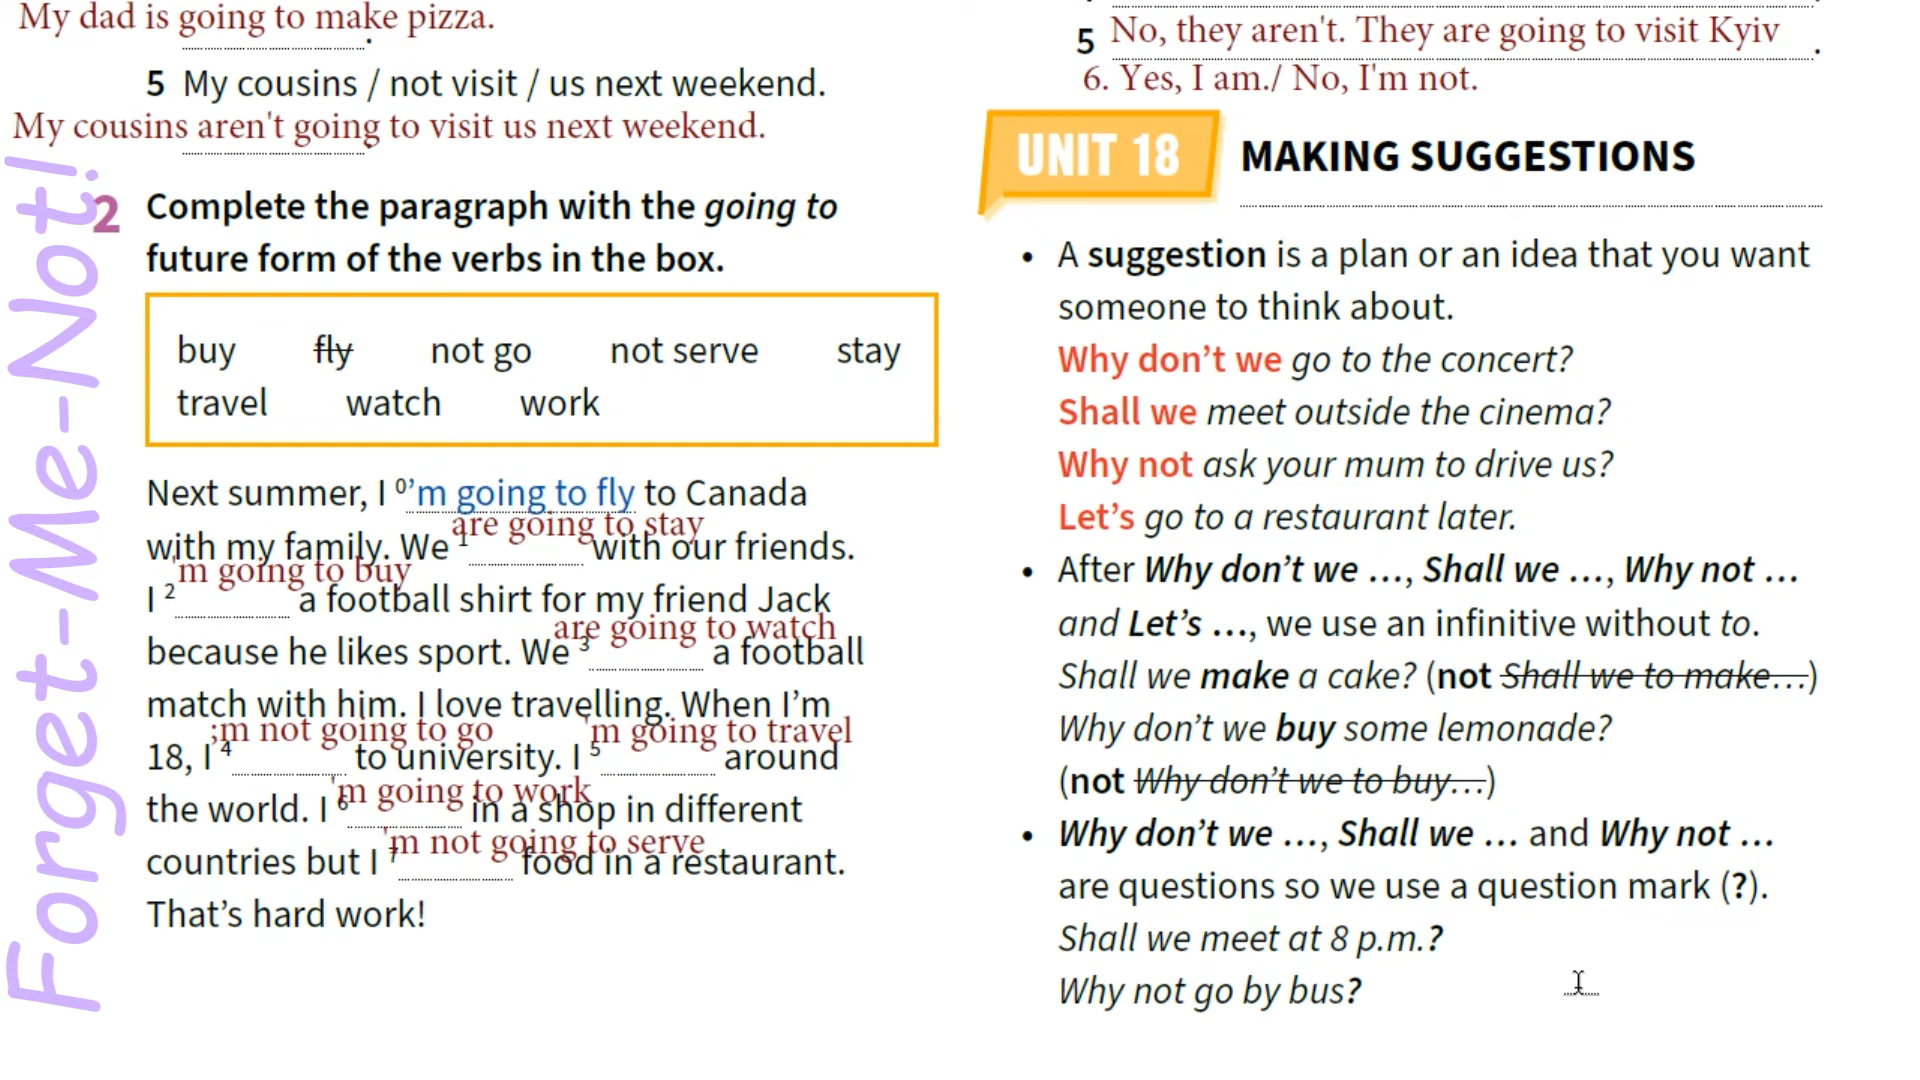 My dad is going to make pizza.
.
5 My cousins / not visit / us next weekend.
My cousins aren't going to visit us next weekend.
.
2 Complete the paragraph with the going to
future form of the verbs in the box.
buy fly not go not serve stay
travel watch work
Next summer, I ⁰'m going to fly to Canada
are going to stay
with my family. We ¹ with our friends.
'm going to buy
I ² a football shirt for my friend Jack
are going to watch
because he likes sport. We ³ a football
match with him. I love travelling. When I’m
;m not going to go 'm going to travel
18, I ⁴ to university. I ⁵ around
'm going to work
the world. I ⁶ in a shop in different
'm not going to serve
countries but I ⁷ food in a restaurant.
That’s hard work!
Forget-Me-Not!
5 No, they aren't. They are going to visit Kyiv .
6. Yes, I am./ No, I'm not.
UNIT 18 MAKING SUGGESTIONS
• A suggestion is a plan or an idea that you want
someone to think about.
Why don’t we go to the concert?
Shall we meet outside the cinema?
Why not ask your mum to drive us?
Let’s go to a restaurant later.
• After Why don’t we …, Shall we …, Why not …
and Let’s …, we use an infinitive without to.
Shall we make a cake? (not Shall we to make…)
Why don’t we buy some lemonade?
(not Why don’t we to buy…)
• Why don’t we …, Shall we … and Why not …
are questions so we use a question mark (?).
Shall we meet at 8 p.m.?
Why not go by bus?